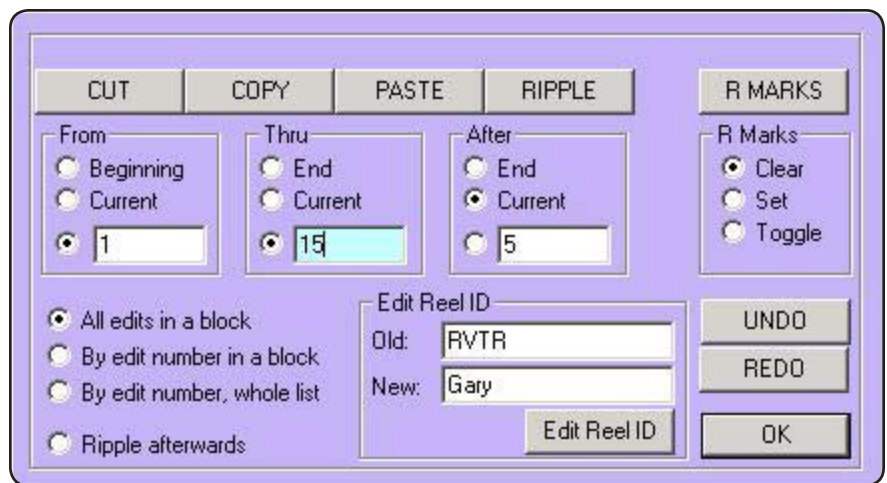 CUT COPY PASTE RIPPLE R MARKS
From Thru After R Marks
Beginning End End Clear
Current Current Current Set
1 15 5 Toggle
All edits in a block
By edit number in a block
By edit number, whole list
Ripple afterwards
Edit Reel ID
Old: RVTR
New: Gary
Edit Reel ID
UNDO
REDO
OK